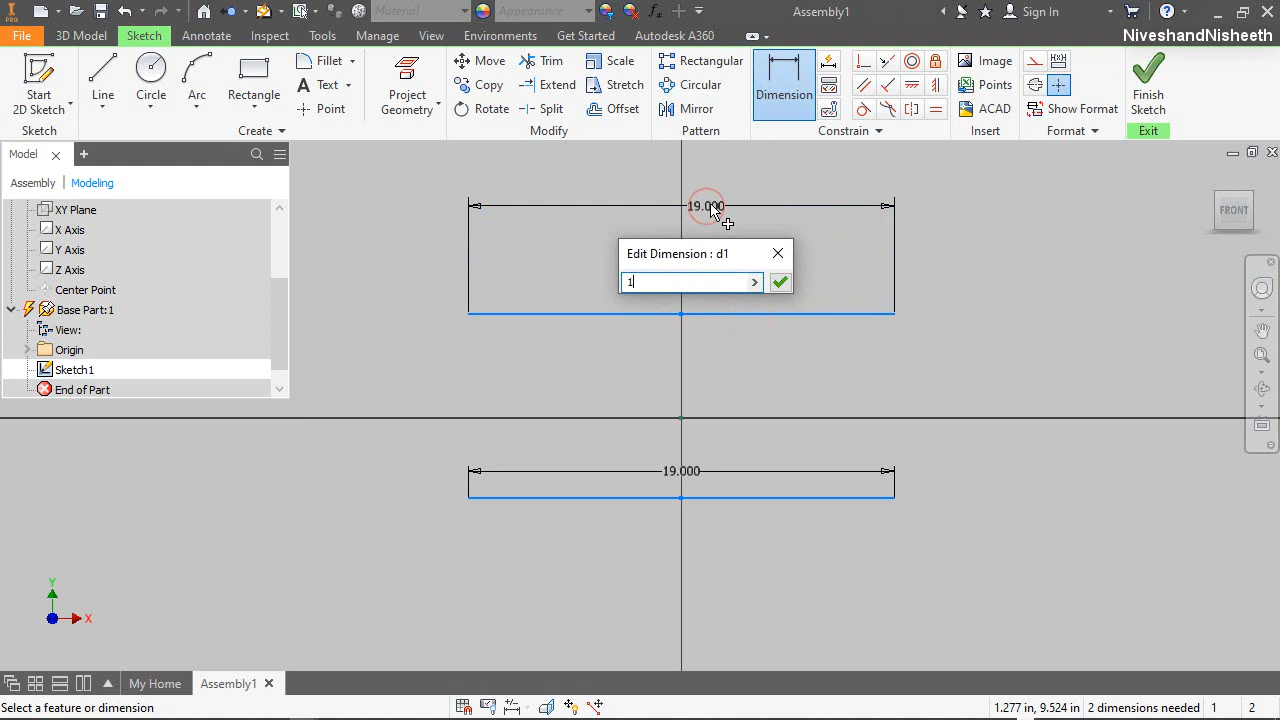 Material
Appearance
Assembly1
Sign In
PRO
File
3D Model
Sketch
Annotate
Inspect
Tools
Manage
View
Environments
Get Started
Autodesk A360
NiveshandNisheeth
Start
2D Sketch
Line
Circle
Arc
Rectangle
Fillet
Text
Point
Project
Geometry
Move
Copy
Rotate
Trim
Extend
Split
Scale
Stretch
Offset
Rectangular
Circular
Mirror
Dimension
Image
Points
ACAD
Show Format
Finish
Sketch
Sketch
Create
Modify
Pattern
Constrain
Insert
Format
Exit
Model
Assembly
Modeling
XY Plane
X Axis
Y Axis
Z Axis
Center Point
Base Part:1
View:
Origin
Sketch1
End of Part
19.000
Edit Dimension : d1
1
19.000
FRONT
Y
X
My Home
Assembly1
Select a feature or dimension
1.277 in, 9.524 in
2 dimensions needed
1
2